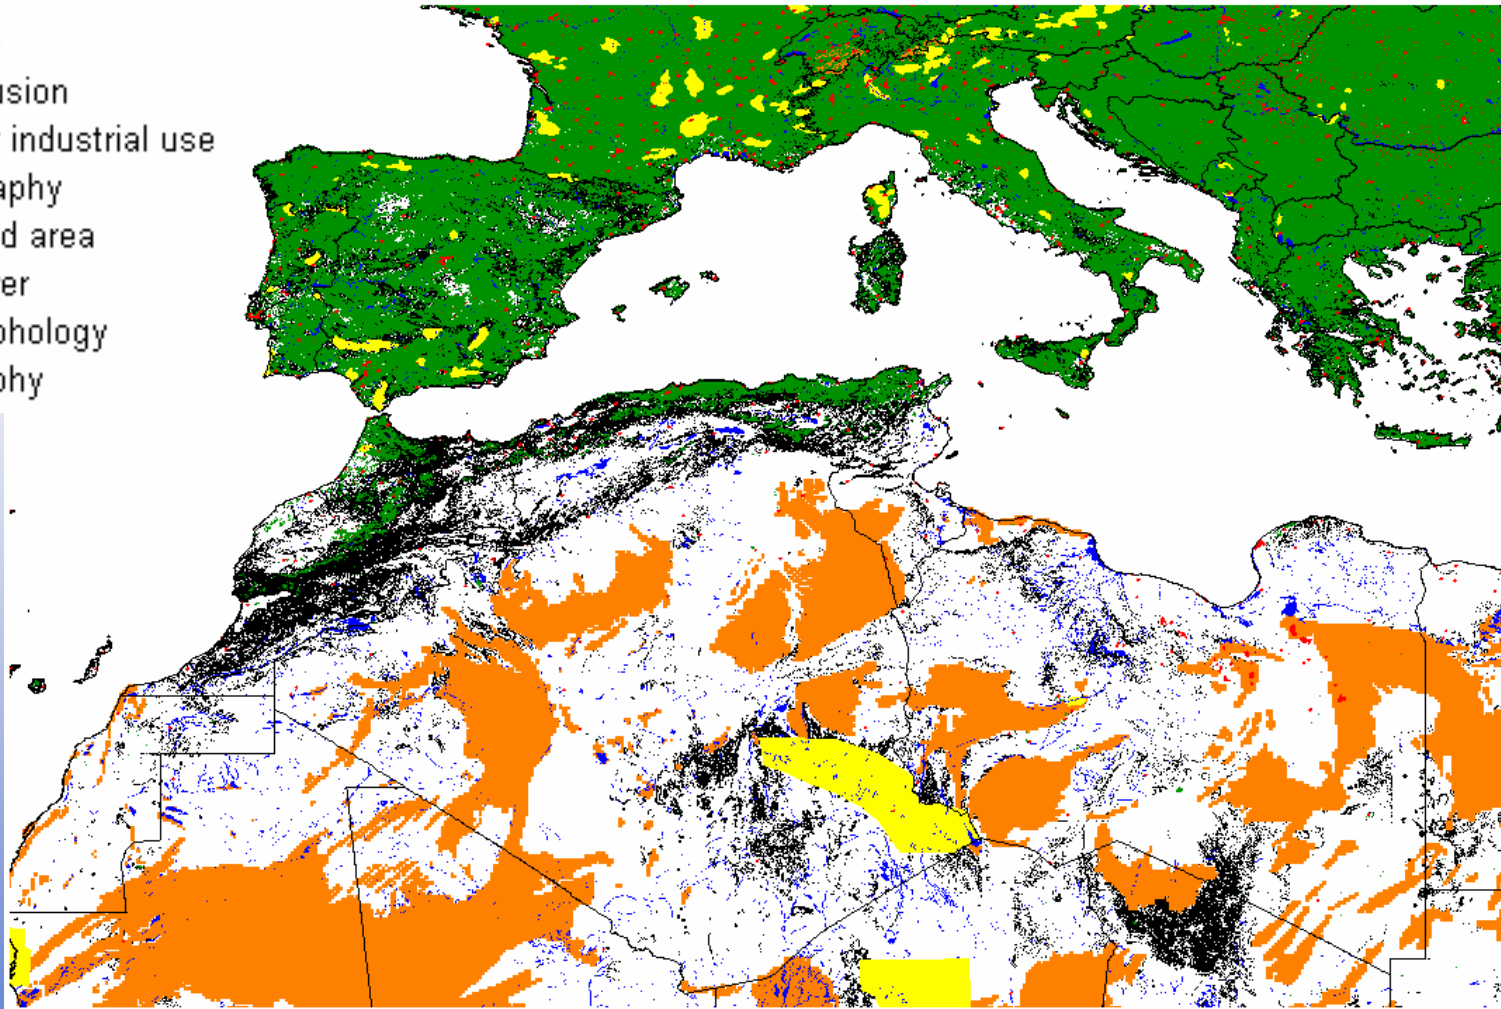 usion
r industrial use
aphy
d area
er
phology
phy